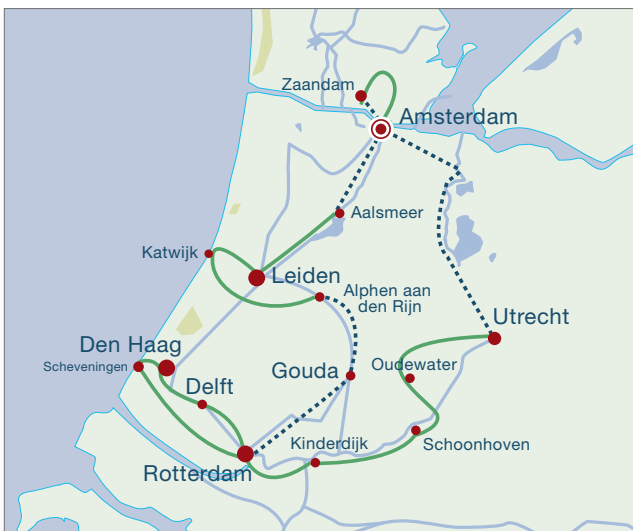 Zaandam
Amsterdam
Aalsmeer
Katwijk
Leiden
Alphen aan
den Rijn
Utrecht
Den Haag
Scheveningen
Gouda
Oudewater
Delft
Kinderdijk
Schoonhoven
Rotterdam